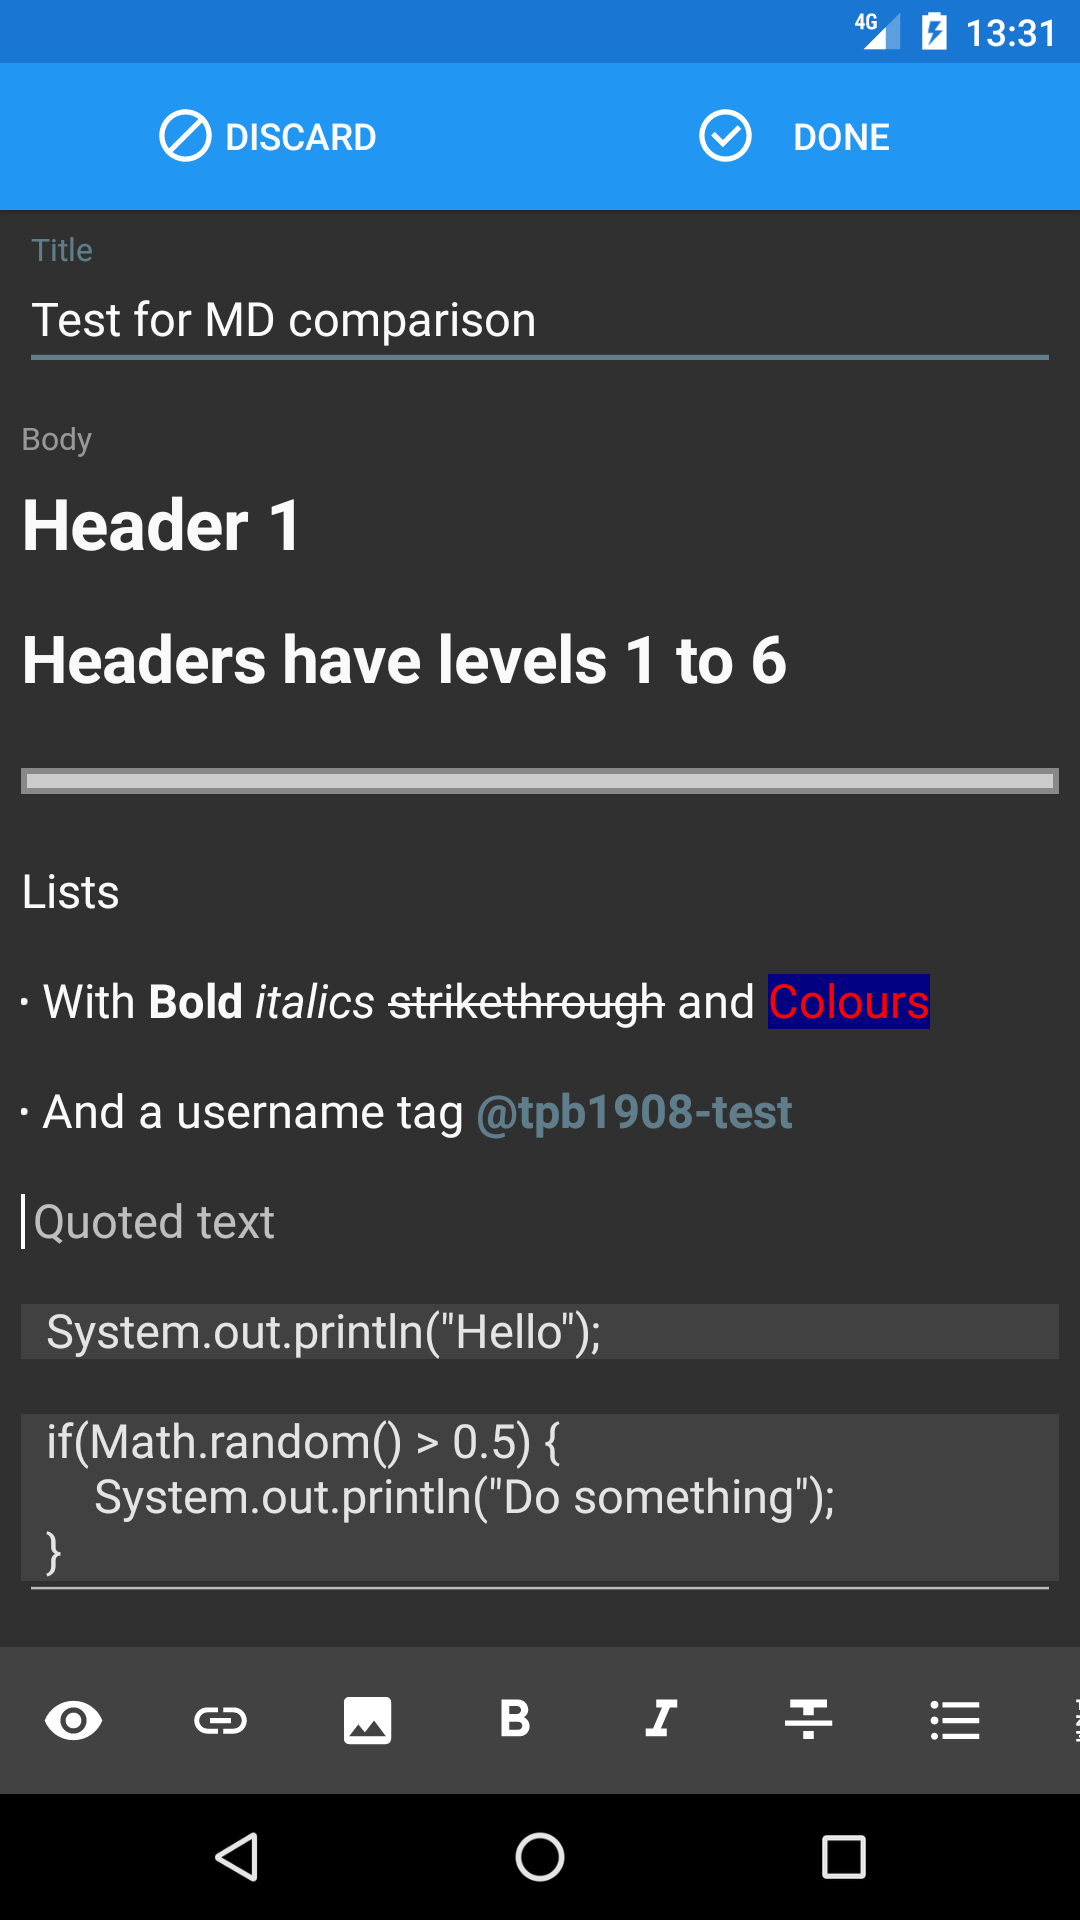 4G 13:31
DISCARD DONE
Title
Test for MD comparison
Body
Header 1
Headers have levels 1 to 6
Lists
· With Bold italics strikethrough and Colours
· And a username tag @tpb1908-test
Quoted text
System.out.println("Hello");
if(Math.random() > 0.5) {
    System.out.println("Do something");
}
B I